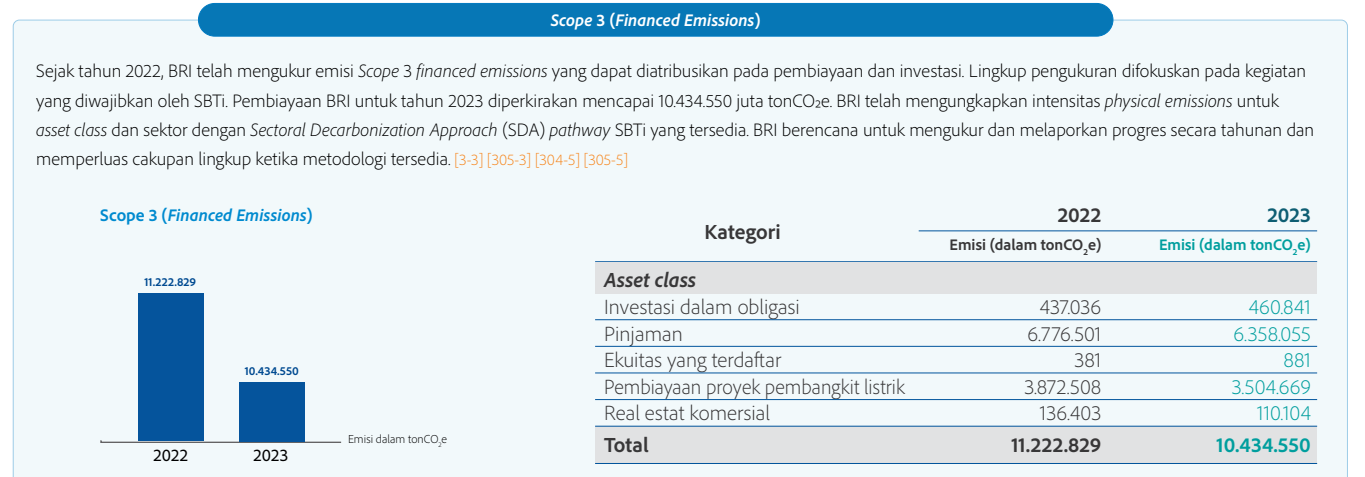 Scope 3 (Financed Emissions)
Sejak tahun 2022, BRI telah mengukur emisi Scope 3 financed emissions yang dapat diatribusikan pada pembiayaan dan investasi. Lingkup pengukuran difokuskan pada kegiatan
yang diwajibkan oleh SBTi. Pembiayaan BRI untuk tahun 2023 diperkirakan mencapai 10.434.550 juta tonCO₂e. BRI telah mengungkapkan intensitas physical emissions untuk
asset class dan sektor dengan Sectoral Decarbonization Approach (SDA) pathway SBTi yang tersedia. BRI berencana untuk mengukur dan melaporkan progres secara tahunan dan
memperluas cakupan lingkup ketika metodologi tersedia. [3-3] [305-3] [304-5] [305-5]
Scope 3 (Financed Emissions)
11.222.829
10.434.550
Emisi dalam tonCO₂e
2022 2023
Kategori 2022 2023
Emisi (dalam tonCO₂e) Emisi (dalam tonCO₂e)
Asset class
Investasi dalam obligasi 437.036 460.841
Pinjaman 6.776.501 6.358.055
Ekuitas yang terdaftar 381 881
Pembiayaan proyek pembangkit listrik 3.872.508 3.504.669
Real estat komersial 136.403 110.104
Total 11.222.829 10.434.550